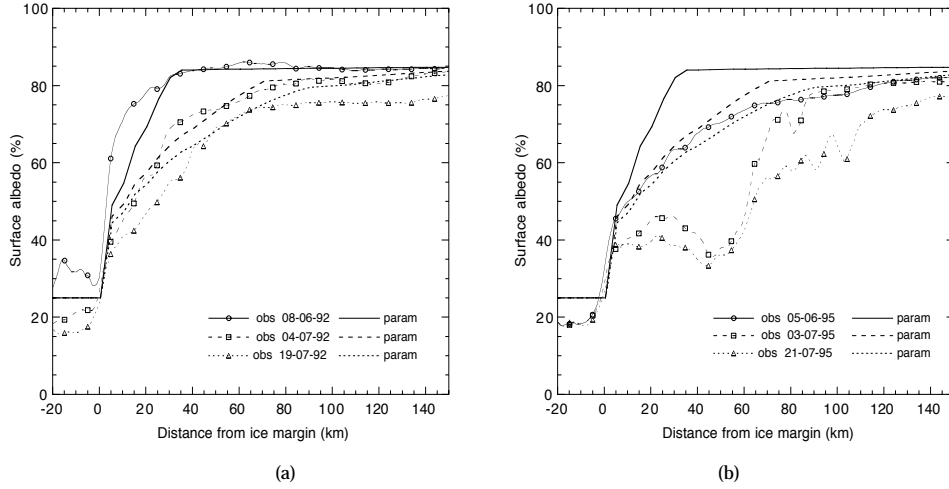 100
80
60
40
20
0
Surface albedo (%)
obs 08-06-92 param
obs 04-07-92 param
obs 19-07-92 param
-20 0 20 40 60 80 100 120 140
Distance from ice margin (km)
(a)
100
80
60
40
20
0
Surface albedo (%)
obs 05-06-95 param
obs 03-07-95 param
obs 21-07-95 param
-20 0 20 40 60 80 100 120 140
Distance from ice margin (km)
(b)